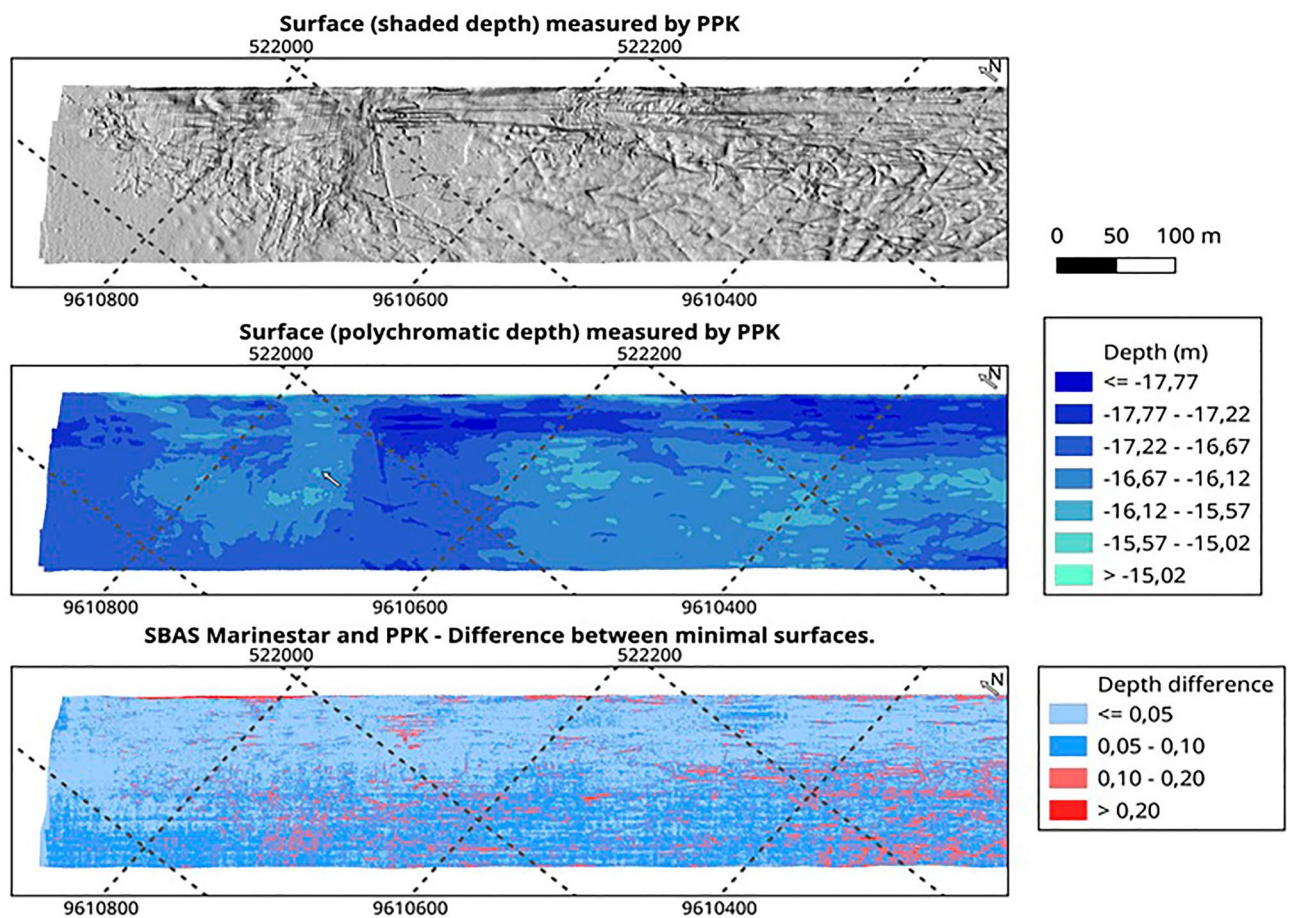 Surface (shaded depth) measured by PPK
522000 522200
N
9610800 9610600 9610400
0 50 100 m
Surface (polychromatic depth) measured by PPK
522000 522200
N
9610800 9610600 9610400
Depth (m)
<= -17,77
-17,77 - -17,22
-17,22 - -16,67
-16,67 - -16,12
-16,12 - -15,57
-15,57 - -15,02
> -15,02
SBAS Marinestar and PPK - Difference between minimal surfaces.
522000 522200
N
9610800 9610600 9610400
Depth difference
<= 0,05
0,05 - 0,10
0,10 - 0,20
> 0,20